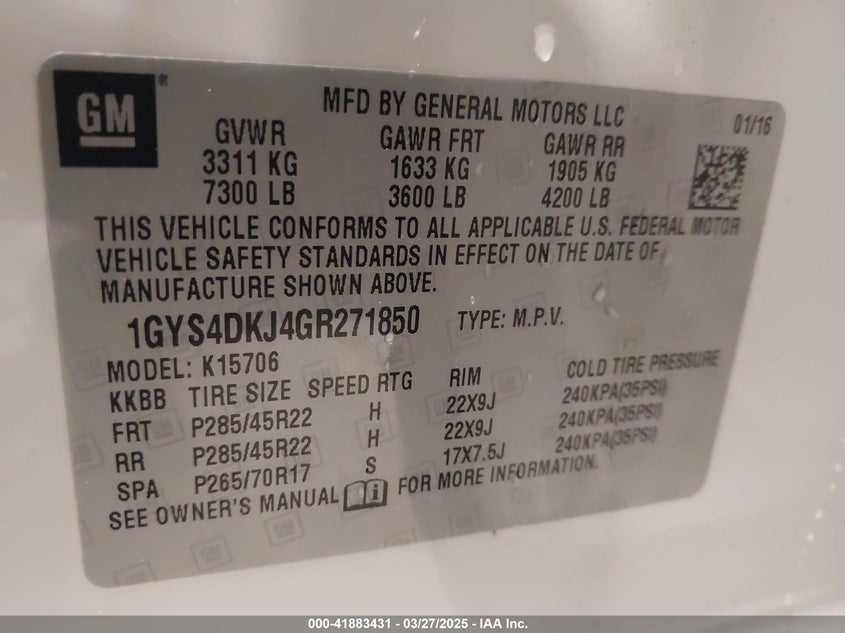 GM ®
MFD BY GENERAL MOTORS LLC
01/16
GVWR GAWR FRT GAWR RR
3311 KG 1633 KG 1905 KG
7300 LB 3600 LB 4200 LB
THIS VEHICLE CONFORMS TO ALL APPLICABLE U.S. FEDERAL MOTOR
VEHICLE SAFETY STANDARDS IN EFFECT ON THE DATE OF
MANUFACTURE SHOWN ABOVE.
1GYS4DKJ4GR271850 TYPE: M.P.V.
MODEL: K15706
KKBB TIRE SIZE SPEED RTG RIM COLD TIRE PRESSURE
FRT P285/45R22 H 22X9J 240KPA(35PSI)
RR P285/45R22 H 22X9J 240KPA(35PSI)
SPA P265/70R17 S 17X7.5J 240KPA(35PSI)
SEE OWNER'S MANUAL FOR MORE INFORMATION.
000-41883431 - 03/27/2025 - IAA Inc.